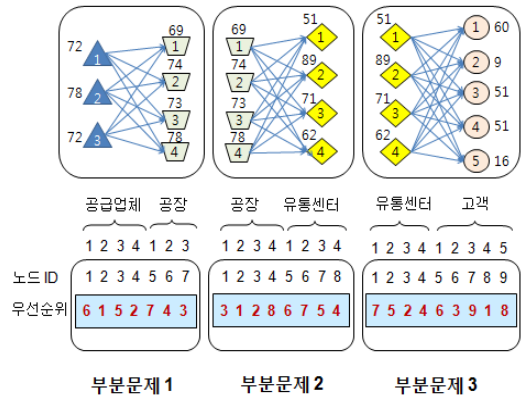 72 78 72 1 2 3 69 74 73 78 1 2 3 4
69 74 73 78 1 2 3 4 51 89 71 62 1 2 3 4
51 89 71 62 1 2 3 4 1 2 3 4 5 60 9 51 51 16
공급업체 공장 공장 유통센터 유통센터 고객
1 2 3 4 1 2 3 1 2 3 4 1 2 3 4 1 2 3 4 1 2 3 4 5
노드 ID 1 2 3 4 5 6 7 1 2 3 4 5 6 7 8 1 2 3 4 5 6 7 8 9
우선순위 6 1 5 2 7 4 3 3 1 2 8 6 7 5 4 7 5 2 4 6 3 9 1 8
부분문제 1 부분문제 2 부분문제 3